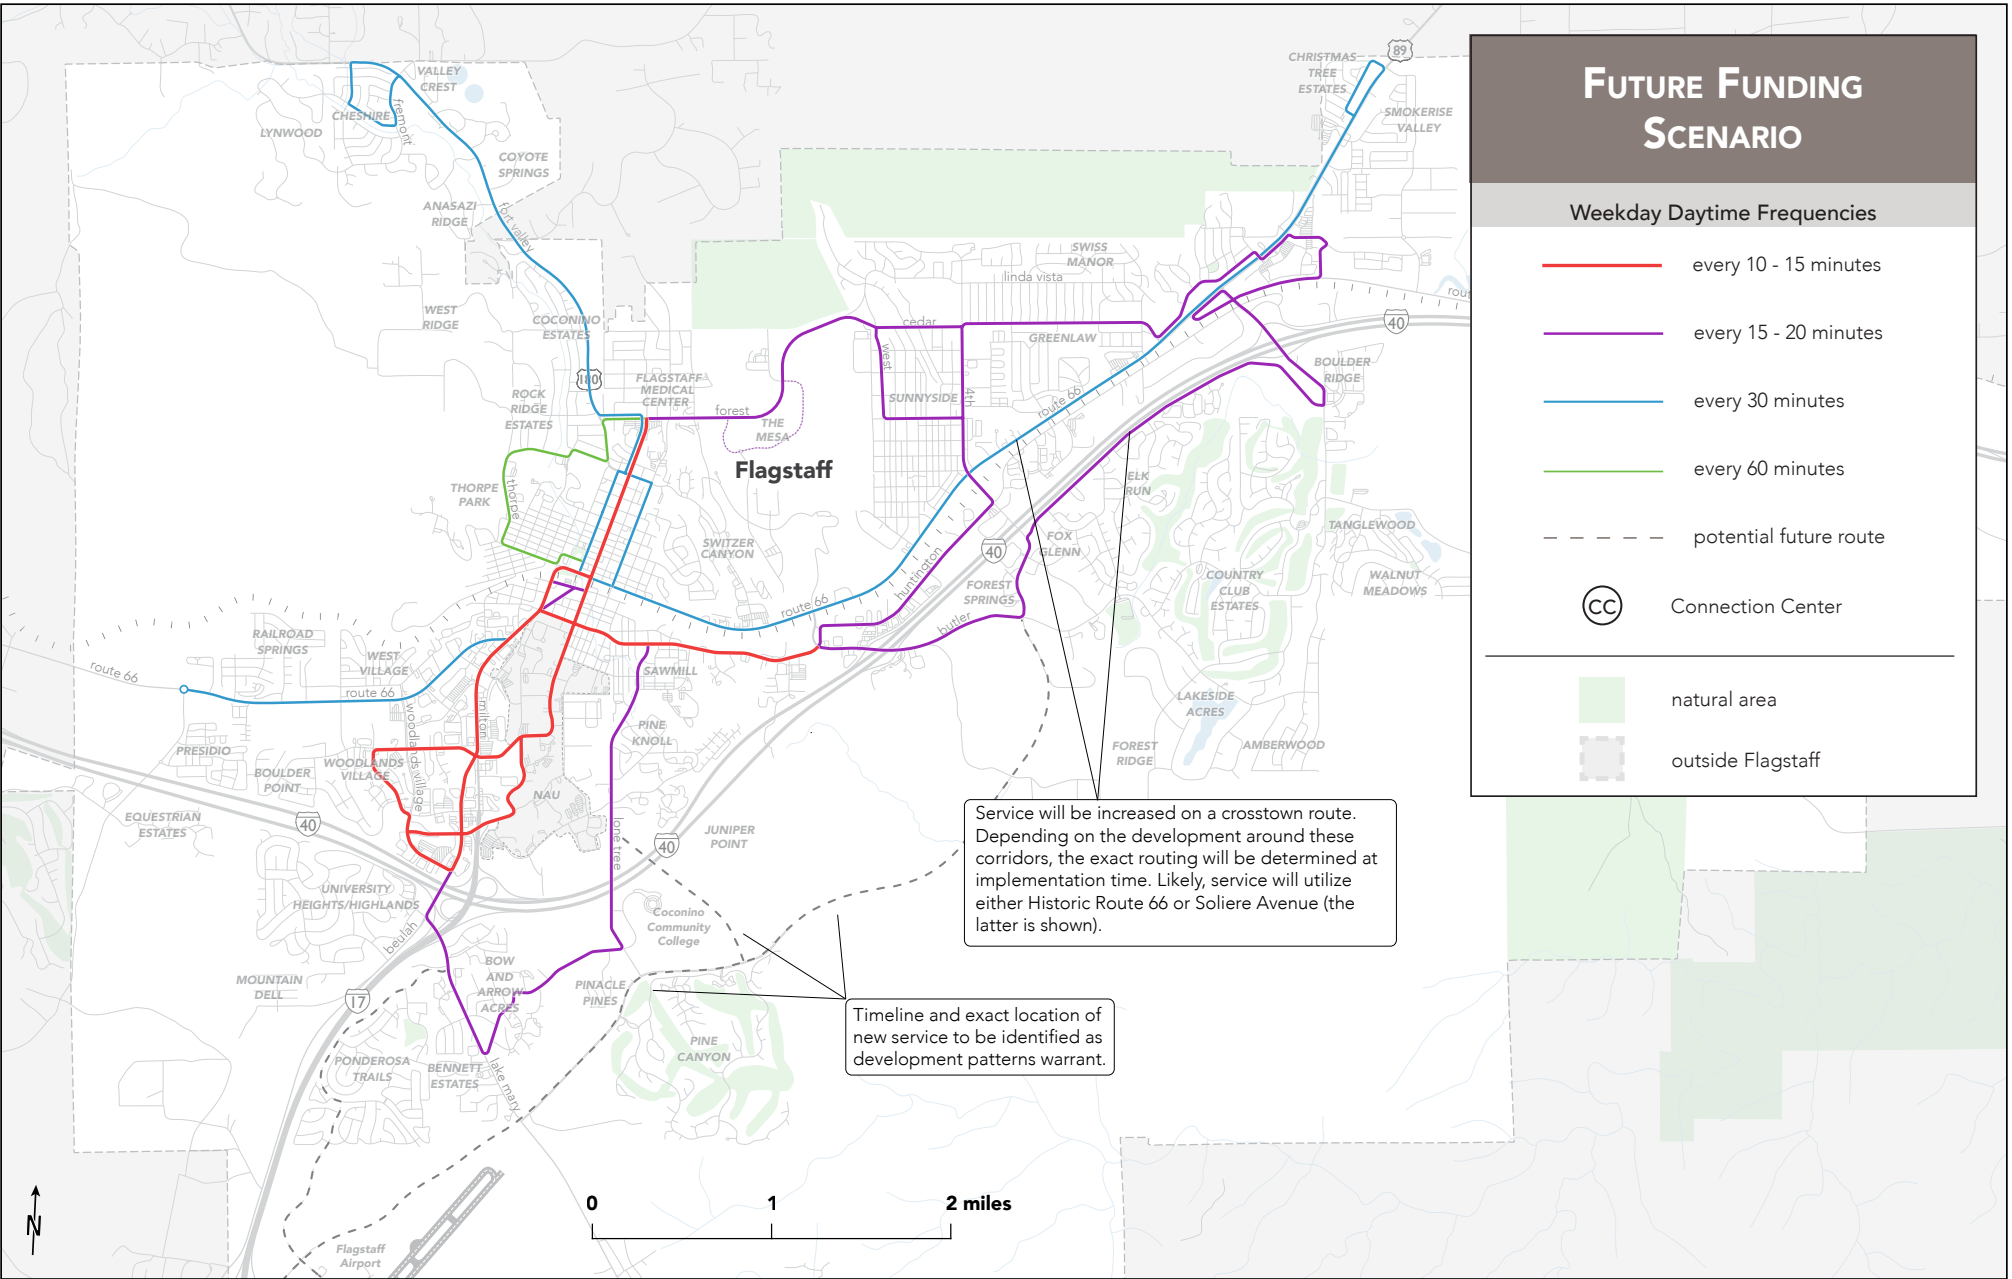 FUTURE FUNDING
SCENARIO
Weekday Daytime Frequencies
every 10 - 15 minutes
every 15 - 20 minutes
every 30 minutes
every 60 minutes
potential future route
CC
Connection Center
natural area
outside Flagstaff
89
CHRISTMAS
TREE
ESTATES
SMOKERISE
VALLEY
VALLEY
CREST
CHESHIRE
fremont
LYNWOOD
COYOTE
SPRINGS
ANASAZI
RIDGE
fort valley
WEST
RIDGE
COCONINO
ESTATES
180
SWISS
MANOR
linda vista
cedar
GREENLAW
west
SUNNYSIDE
4th
route 66
40
BOULDER
RIDGE
FLAGSTAFF
MEDICAL
CENTER
ROCK
RIDGE
ESTATES
forest
THE
MESA
Flagstaff
THORPE
PARK
thorpe
SWITZER
CANYON
ELK
RUN
TANGLEWOOD
FOX
GLENN
40
huntington
FOREST
SPRINGS
COUNTRY
CLUB
ESTATES
WALNUT
MEADOWS
route 66
butler
RAILROAD
SPRINGS
WEST
VILLAGE
route 66
route 66
SAWMILL
LAKESIDE
ACRES
milton
woodlands village
PINE
KNOLL
FOREST
RIDGE
AMBERWOOD
PRESIDIO
BOULDER
POINT
WOODLANDS
VILLAGE
NAU
EQUESTRIAN
ESTATES
40
lone tree
40
JUNIPER
POINT
Service will be increased on a crosstown route.
Depending on the development around these
corridors, the exact routing will be determined at
implementation time. Likely, service will utilize
either Historic Route 66 or Soliere Avenue (the
latter is shown).
UNIVERSITY
HEIGHTS/HIGHLANDS
Coconino
Community
College
beulah
BOW
AND
ARROW
ACRES
MOUNTAIN
DELL
17
PINACLE
PINES
Timeline and exact location of
new service to be identified as
development patterns warrant.
PINE
CANYON
PONDEROSA
TRAILS
BENNETT
ESTATES
lake mary
N
0 1 2 miles
Flagstaff
Airport